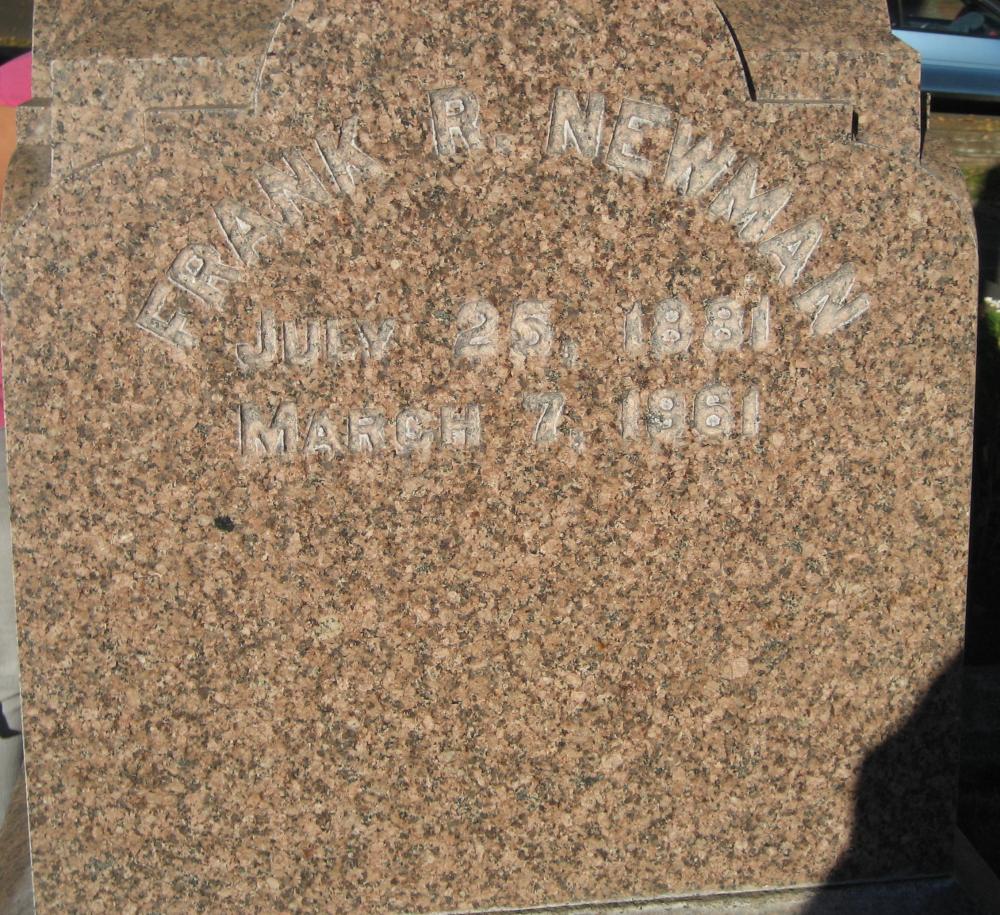 FRANK R. NEWMAN
JULY 25, 1881
MARCH 7, 1961